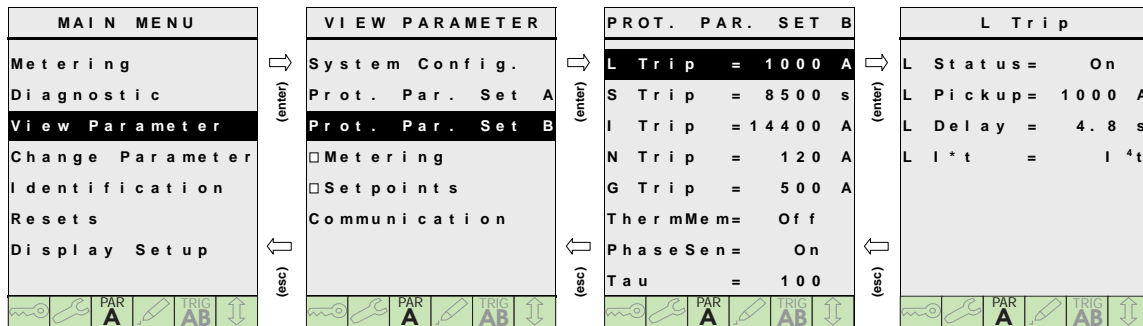 MAIN MENU
Metering
Diagnostic
View Parameter
Change Parameter
Identification
Resets
Display Setup
PAR
A
TRIG
AB
(enter)
(esc)
VIEW PARAMETER
System Config.
Prot. Par. Set A
Prot. Par. Set B
□Metering
□Setpoints
Communication
PAR
A
TRIG
AB
(enter)
(esc)
PROT. PAR. SET B
L Trip = 1000 A
S Trip = 8500 s
I Trip =14400 A
N Trip = 120 A
G Trip = 500 A
ThermMem= Off
PhaseSen= On
Tau = 100
PAR
A
TRIG
AB
(enter)
(esc)
L Trip
L Status= On
L Pickup= 1000 A
L Delay = 4.8 s
L I*t = I ⁴t
PAR
A
TRIG
AB